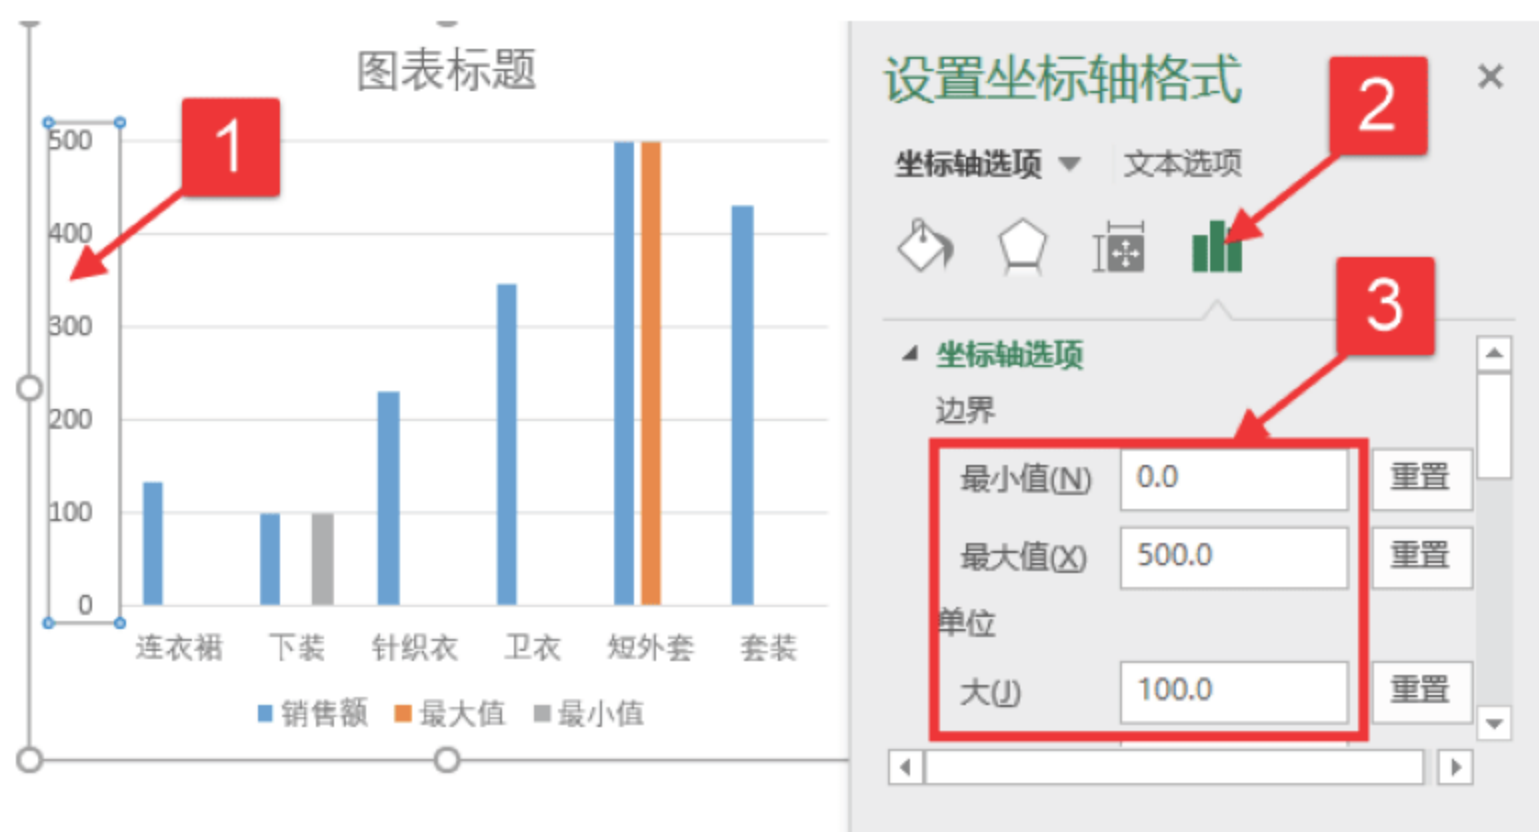 图表标题
1
500
400
300
200
100
0
连衣裙 下装 针织衣 卫衣 短外套 套装
销售额 最大值 最小值
设置坐标轴格式
2
坐标轴选项 文本选项
3
坐标轴选项
边界
最小值(N) 0.0 重置
最大值(X) 500.0 重置
单位
大(J) 100.0 重置